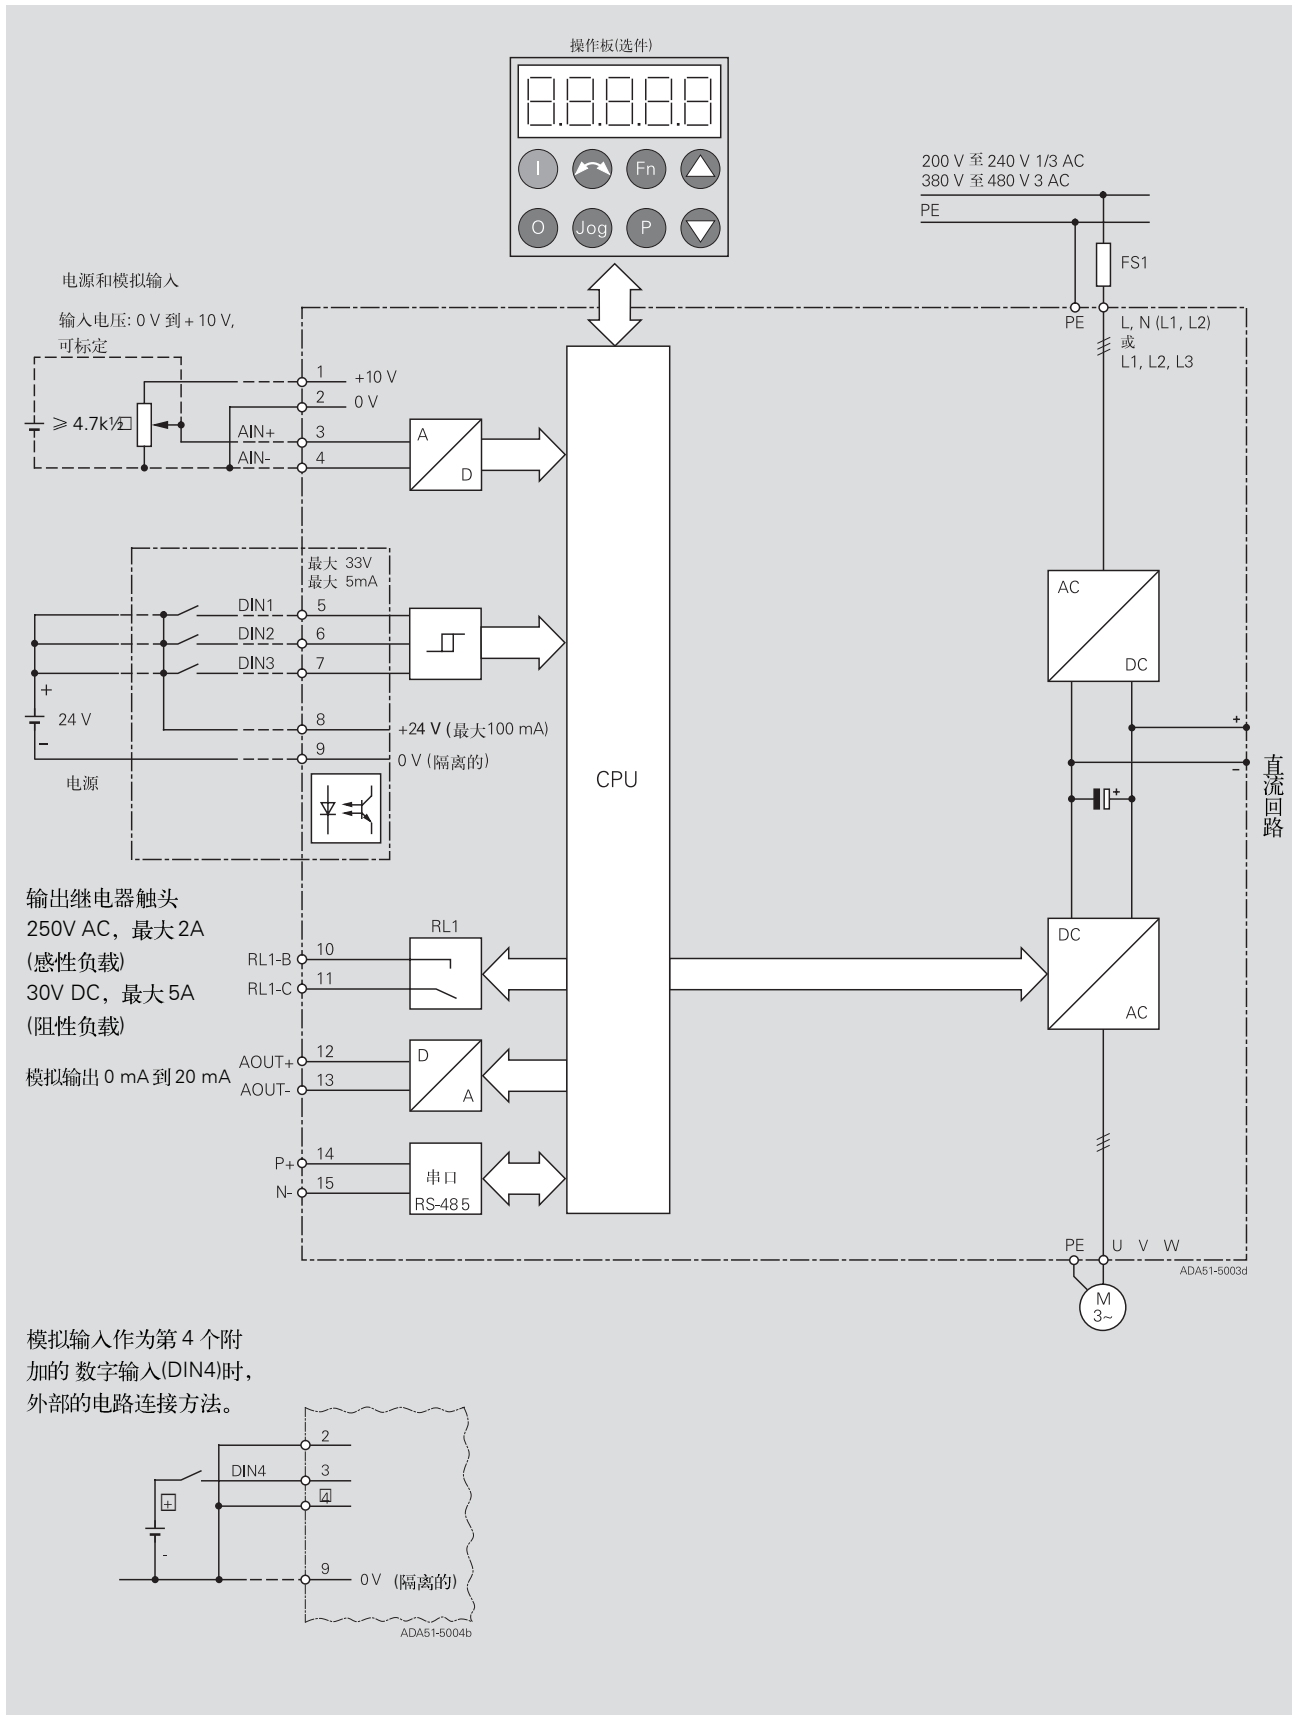 操作板(选件)
I
Fn
O
Jog
P
200 V 至 240 V 1/3 AC
380 V 至 480 V 3 AC
PE
FS1
电源和模拟输入
输入电压: 0 V 到 + 10 V,
可标定
PE
L, N (L1, L2)
或
L1, L2, L3
1
+10 V
2
0 V
≥ 4.7k½□
AIN+
3
AIN-
4
A
D
最大 33V
最大 5mA
DIN1
5
DIN2
6
DIN3
7
+
24 V
−
8
+24 V (最大100 mA)
9
0 V (隔离的)
电源
CPU
AC
DC
+
−
+
直流回路
输出继电器触头
250V AC, 最大 2A
(感性负载)
30V DC, 最大 5A
(阻性负载)
RL1
RL1-B
10
RL1-C
11
DC
AC
模拟输出 0 mA 到 20 mA
AOUT+
12
AOUT-
13
D
A
P+
14
N-
15
串口
RS-485
PE
U V W
ADA51-5003d
M
3~
模拟输入作为第 4 个附
加的 数字输入(DIN4)时,
外部的电路连接方法。
2
DIN4
3
4
+
-
9
0 V (隔离的)
ADA51-5004b